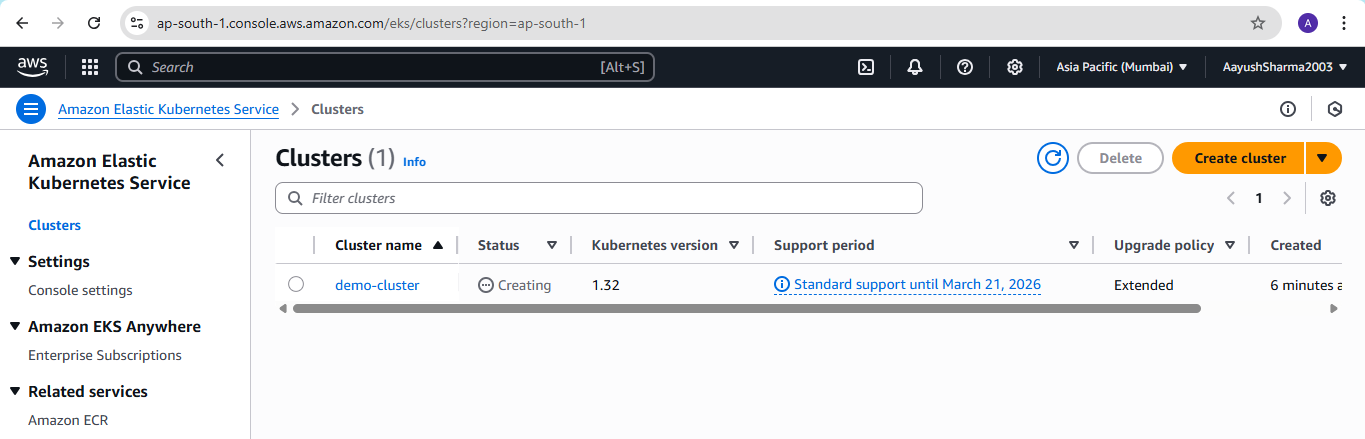 ap-south-1.console.aws.amazon.com/eks/clusters?region=ap-south-1
A
aws
Search
[Alt+S]
Asia Pacific (Mumbai)
AayushSharma2003
Amazon Elastic Kubernetes Service
Clusters
Amazon Elastic
Kubernetes Service
Clusters
Settings
Console settings
Amazon EKS Anywhere
Enterprise Subscriptions
Related services
Amazon ECR
Clusters (1) Info
Delete
Create cluster
Filter clusters
1
Cluster name Status Kubernetes version Support period Upgrade policy Created
demo-cluster Creating 1.32 Standard support until March 21, 2026 Extended 6 minutes a